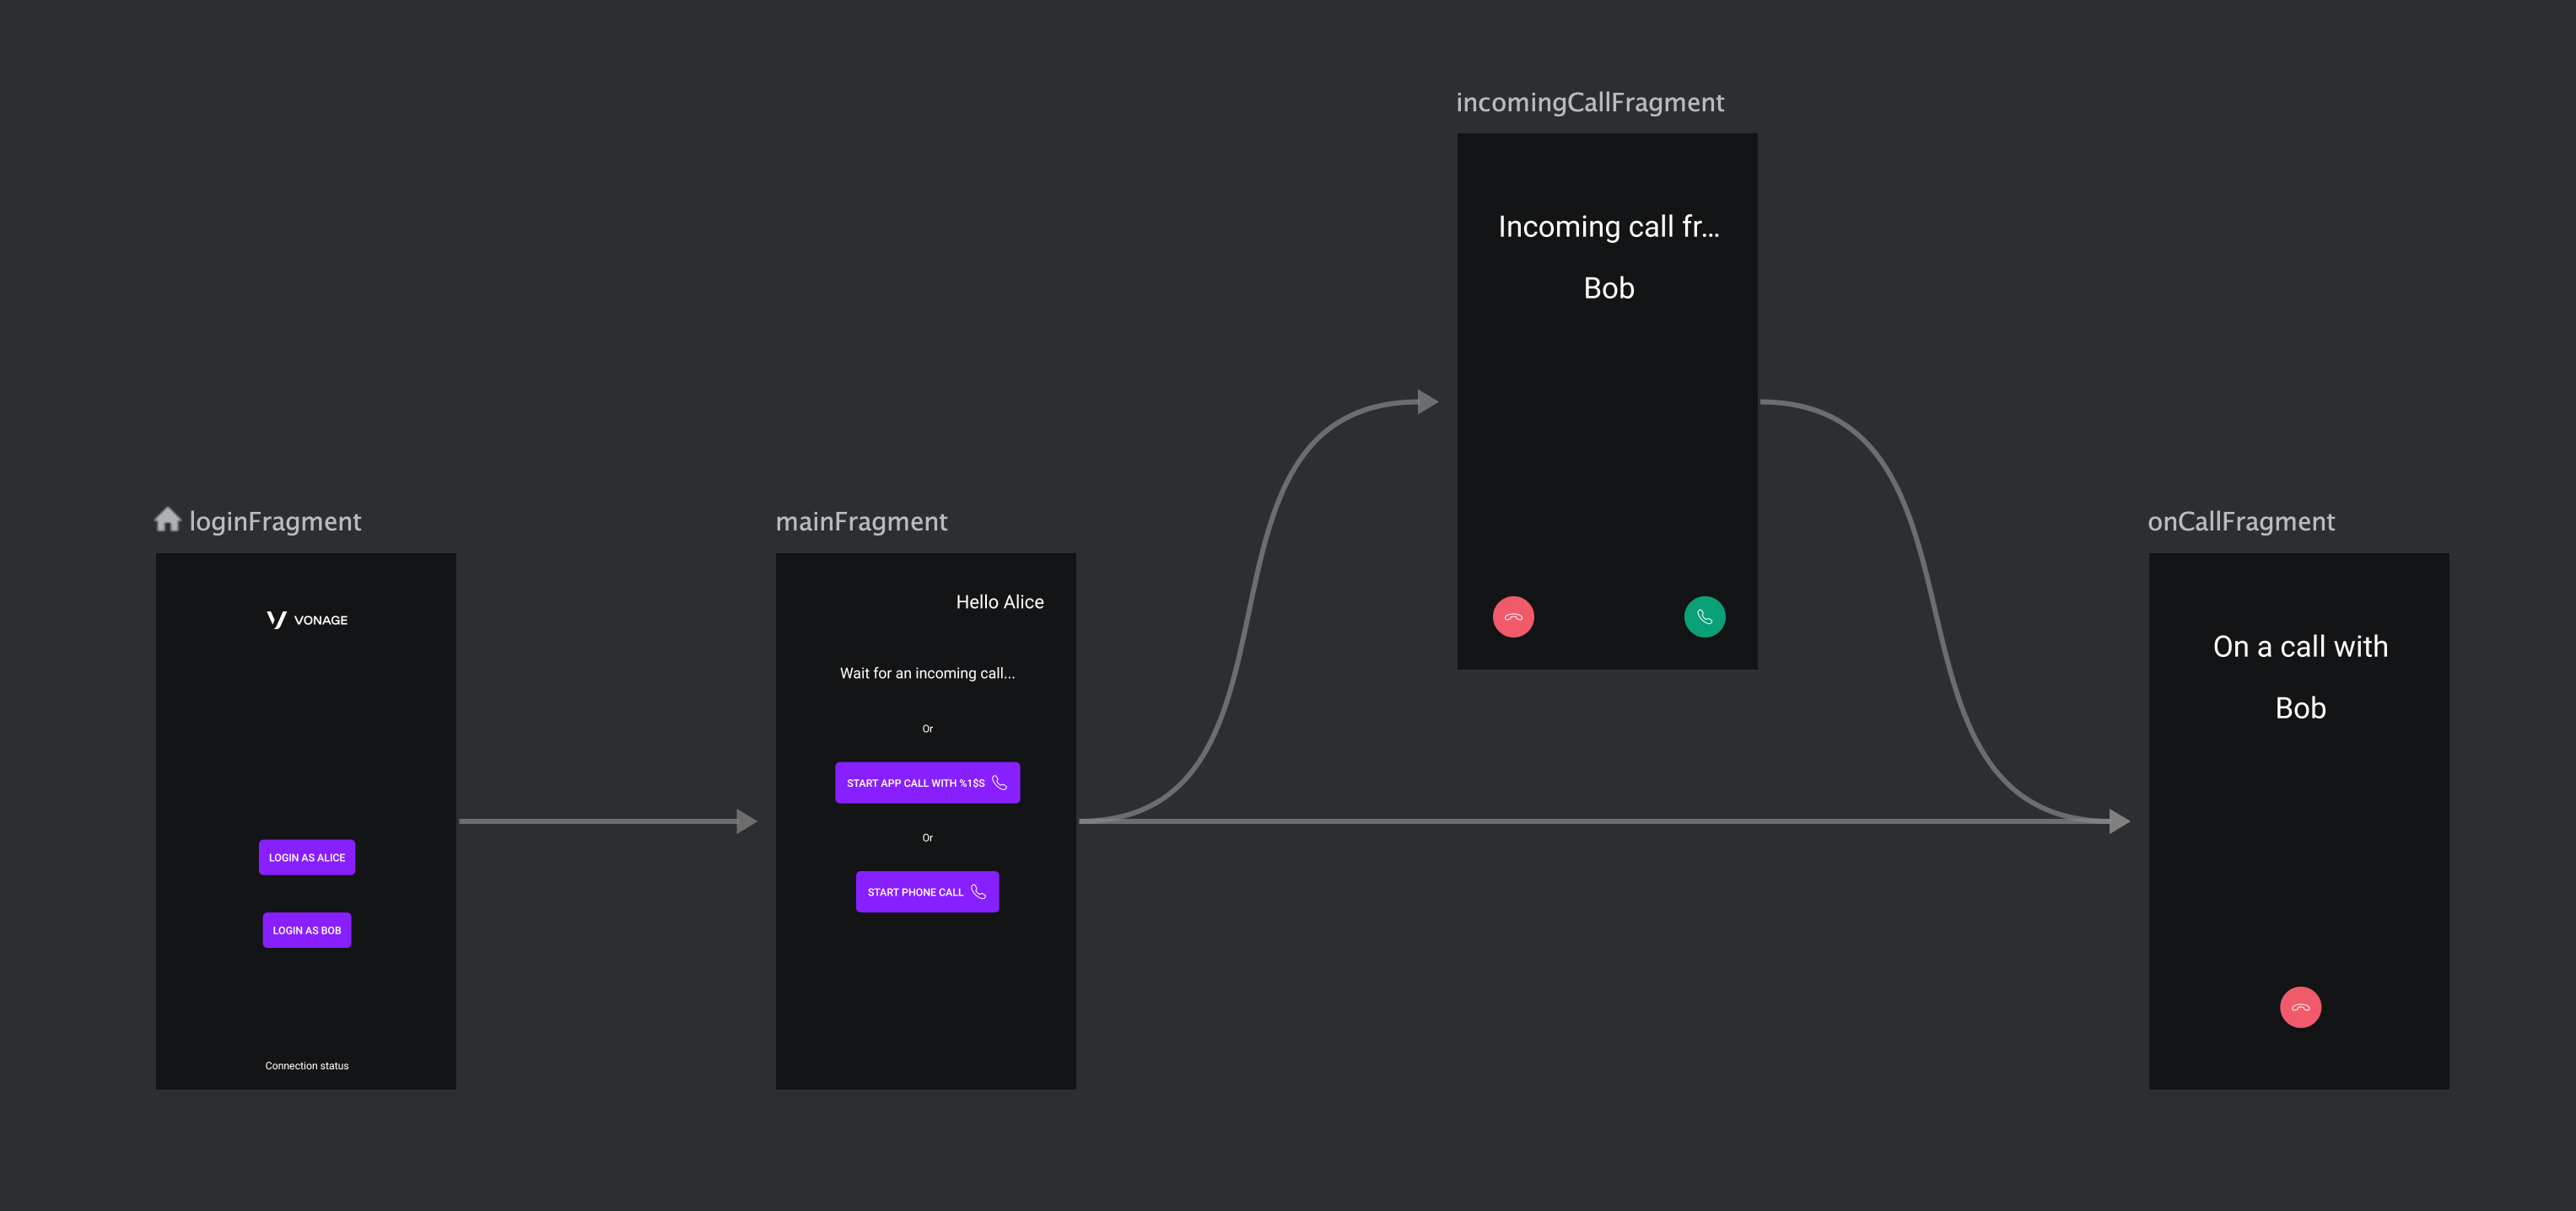 loginFragment
VONAGE
LOGIN AS ALICE
LOGIN AS BOB
Connection status
mainFragment
Hello Alice
Wait for an incoming call...
Or
START APP CALL WITH %1$S
Or
START PHONE CALL
incomingCallFragment
Incoming call fr...
Bob
onCallFragment
On a call with
Bob